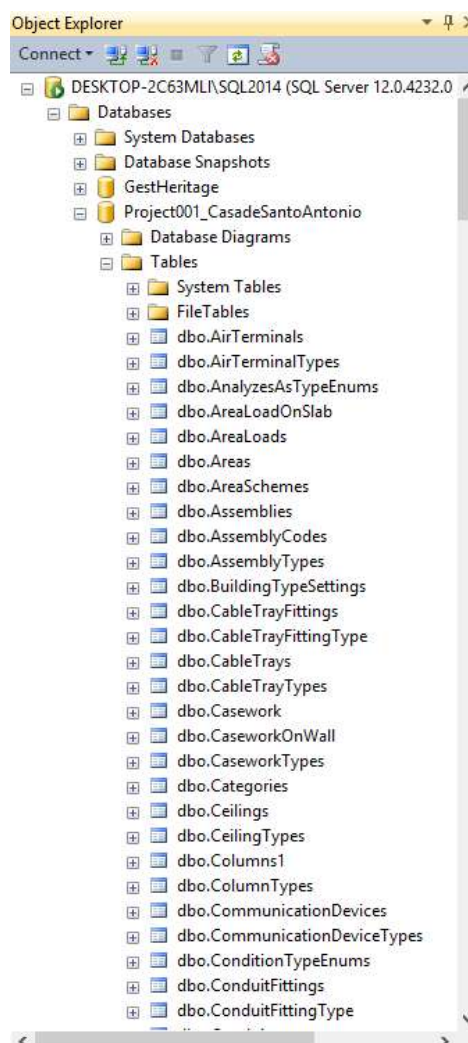 Object Explorer
Connect
DESKTOP-2C63MLI\SQL2014 (SQL Server 12.0.4232.0
Databases
System Databases
Database Snapshots
GestHeritage
Project001_CasadeSantoAntonio
Database Diagrams
Tables
System Tables
FileTables
dbo.AirTerminals
dbo.AirTerminalTypes
dbo.AnalyzesAsTypeEnums
dbo.AreaLoadOnSlab
dbo.AreaLoads
dbo.Areas
dbo.AreaSchemes
dbo.Assemblies
dbo.AssemblyCodes
dbo.AssemblyTypes
dbo.BuildingTypeSettings
dbo.CableTrayFittings
dbo.CableTrayFittingType
dbo.CableTrays
dbo.CableTrayTypes
dbo.Casework
dbo.CaseworkOnWall
dbo.CaseworkTypes
dbo.Categories
dbo.Ceilings
dbo.CeilingTypes
dbo.Columns1
dbo.ColumnTypes
dbo.CommunicationDevices
dbo.CommunicationDeviceTypes
dbo.ConditionTypeEnums
dbo.ConduitFittings
dbo.ConduitFittingType